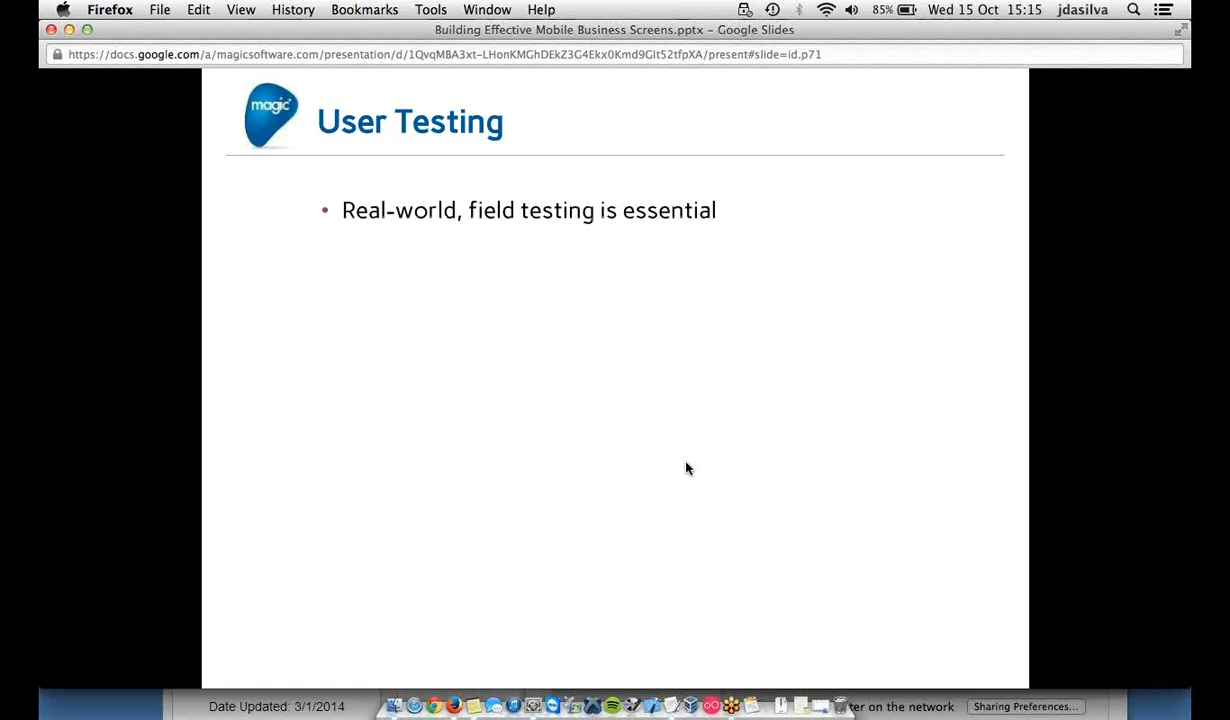 Firefox File Edit View History Bookmarks Tools Window Help 85% Wed 15 Oct 15:15 jdasilva
Building Effective Mobile Business Screens.pptx – Google Slides
https://docs.google.com/a/magicsoftware.com/presentation/d/1QvqMBA3xt-LHonKMGhDEkZ3G4Ekx0Kmd9GIt52tfpXA/present#slide=id.p71
magic
User Testing
• Real-world, field testing is essential
Date Updated: 3/1/2014
ter on the network Sharing Preferences...